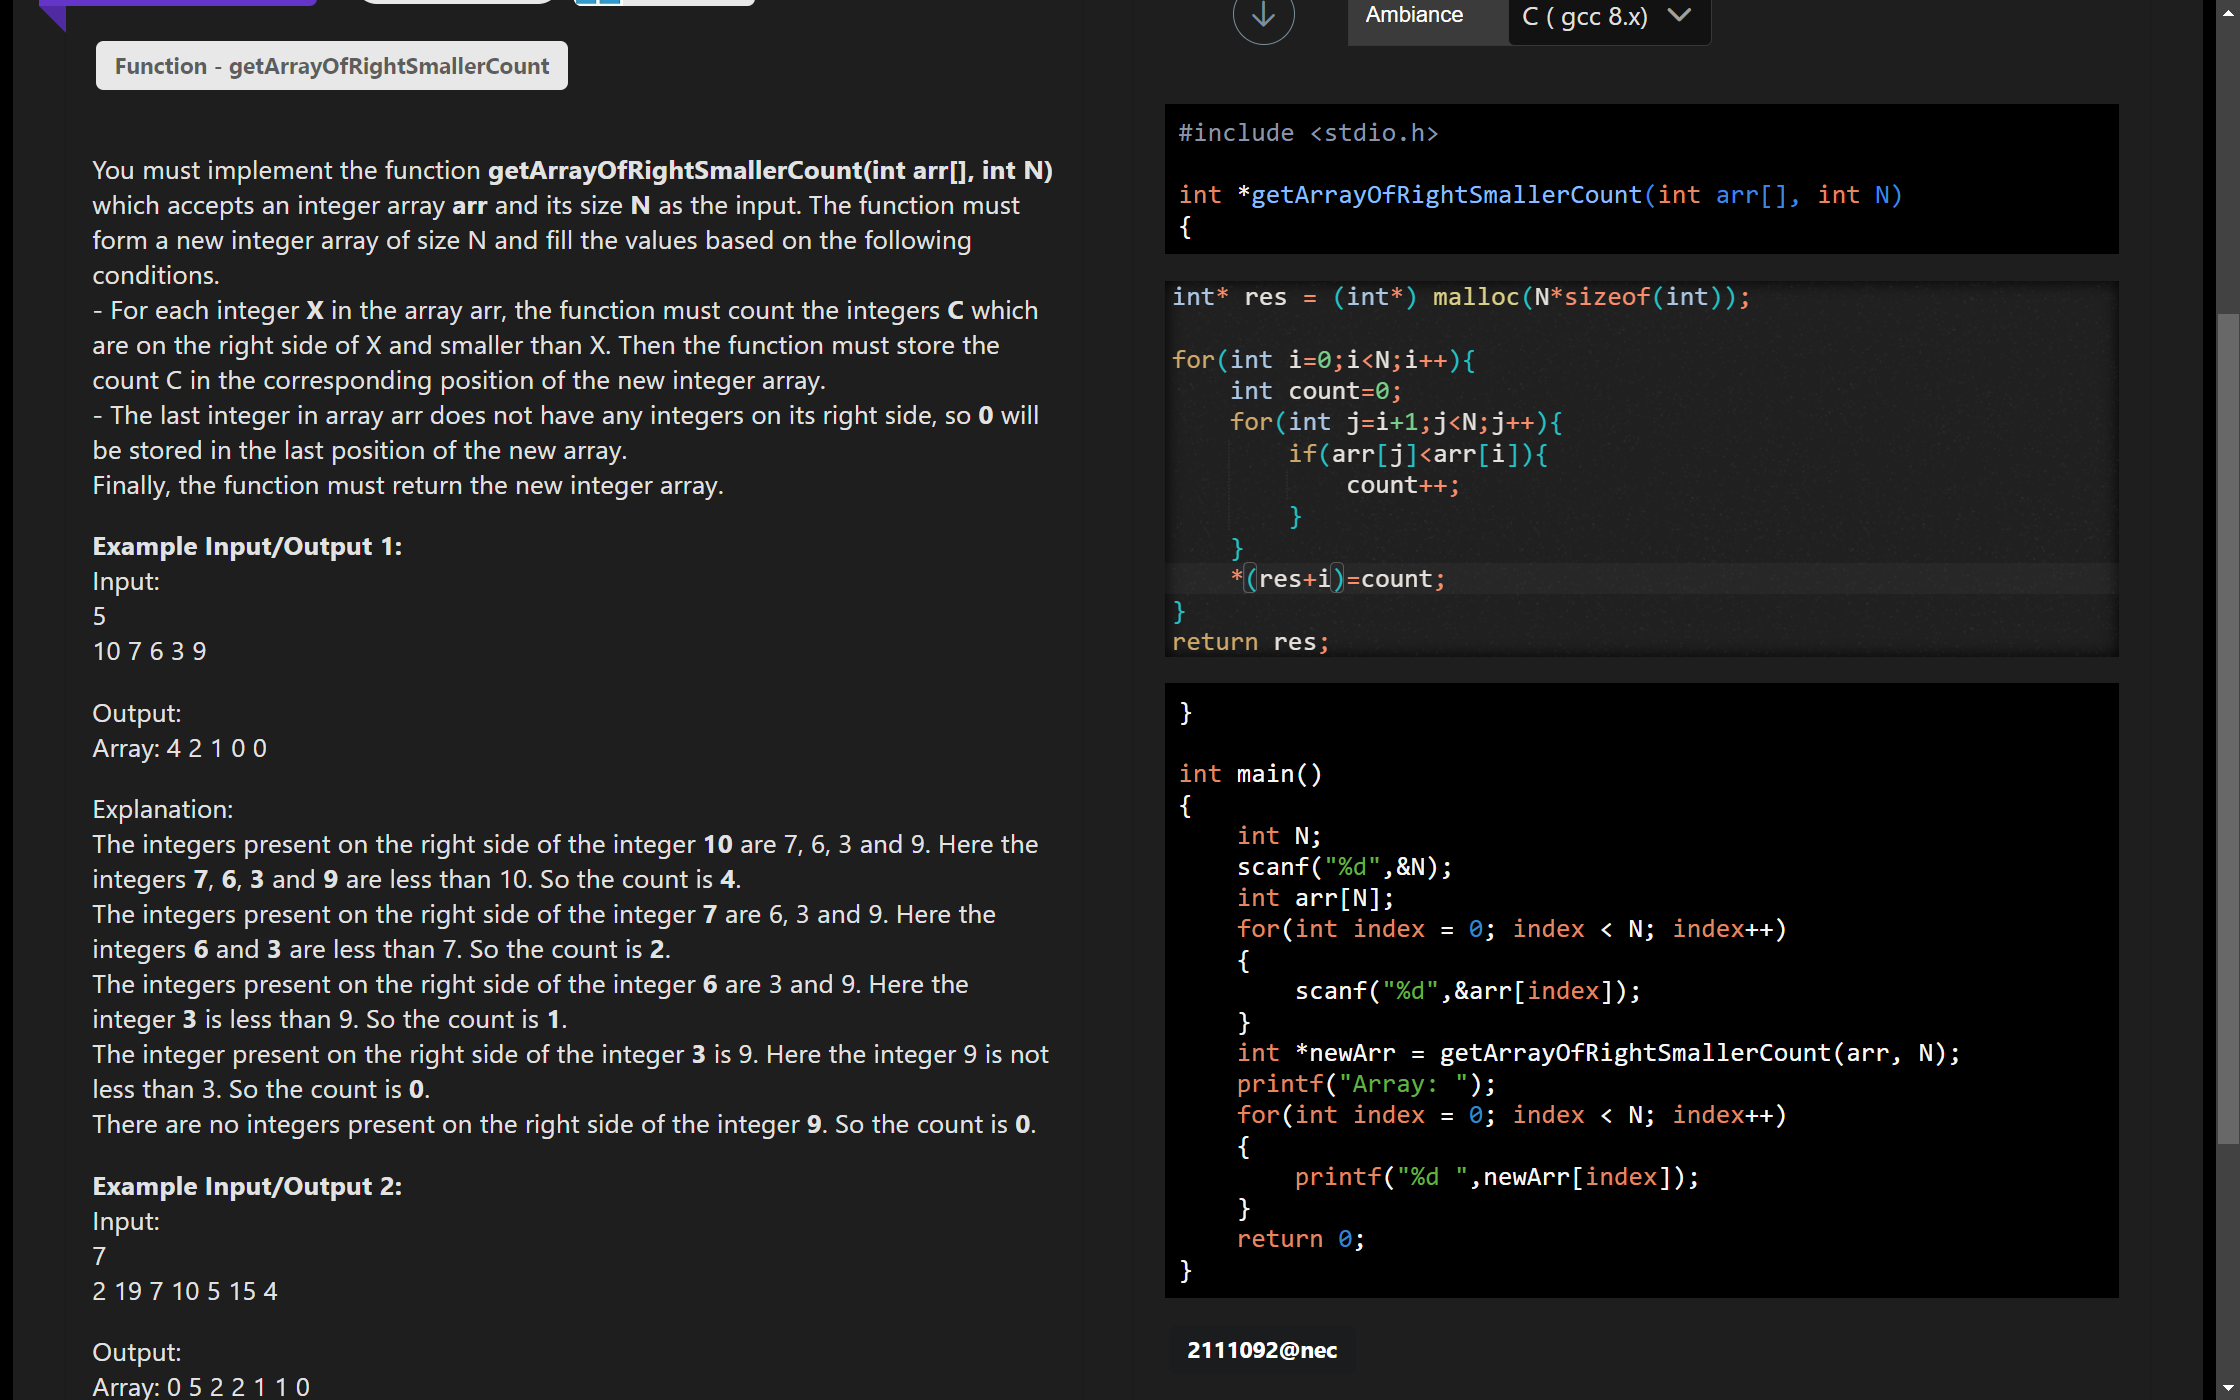 Function - getArrayOfRightSmallerCount
You must implement the function getArrayOfRightSmallerCount(int arr[], int N)
which accepts an integer array arr and its size N as the input. The function must
form a new integer array of size N and fill the values based on the following
conditions.
- For each integer X in the array arr, the function must count the integers C which
are on the right side of X and smaller than X. Then the function must store the
count C in the corresponding position of the new integer array.
- The last integer in array arr does not have any integers on its right side, so 0 will
be stored in the last position of the new array.
Finally, the function must return the new integer array.
Example Input/Output 1:
Input:
5
10 7 6 3 9
Output:
Array: 4 2 1 0 0
Explanation:
The integers present on the right side of the integer 10 are 7, 6, 3 and 9. Here the
integers 7, 6, 3 and 9 are less than 10. So the count is 4.
The integers present on the right side of the integer 7 are 6, 3 and 9. Here the
integers 6 and 3 are less than 7. So the count is 2.
The integers present on the right side of the integer 6 are 3 and 9. Here the
integer 3 is less than 9. So the count is 1.
The integer present on the right side of the integer 3 is 9. Here the integer 9 is not
less than 3. So the count is 0.
There are no integers present on the right side of the integer 9. So the count is 0.
Example Input/Output 2:
Input:
7
2 19 7 10 5 15 4
Output:
Array: 0 5 2 2 1 1 0
Ambiance
C ( gcc 8.x)
#include <stdio.h>
int *getArrayOfRightSmallerCount(int arr[], int N)
{
int* res = (int*) malloc(N*sizeof(int));
for(int i=0;i<N;i++){
    int count=0;
    for(int j=i+1;j<N;j++){
        if(arr[j]<arr[i]){
            count++;
        }
    }
    *(res+i)=count;
}
return res;
}
int main()
{
    int N;
    scanf("%d",&N);
    int arr[N];
    for(int index = 0; index < N; index++)
    {
        scanf("%d",&arr[index]);
    }
    int *newArr = getArrayOfRightSmallerCount(arr, N);
    printf("Array: ");
    for(int index = 0; index < N; index++)
    {
        printf("%d ",newArr[index]);
    }
    return 0;
}
2111092@nec